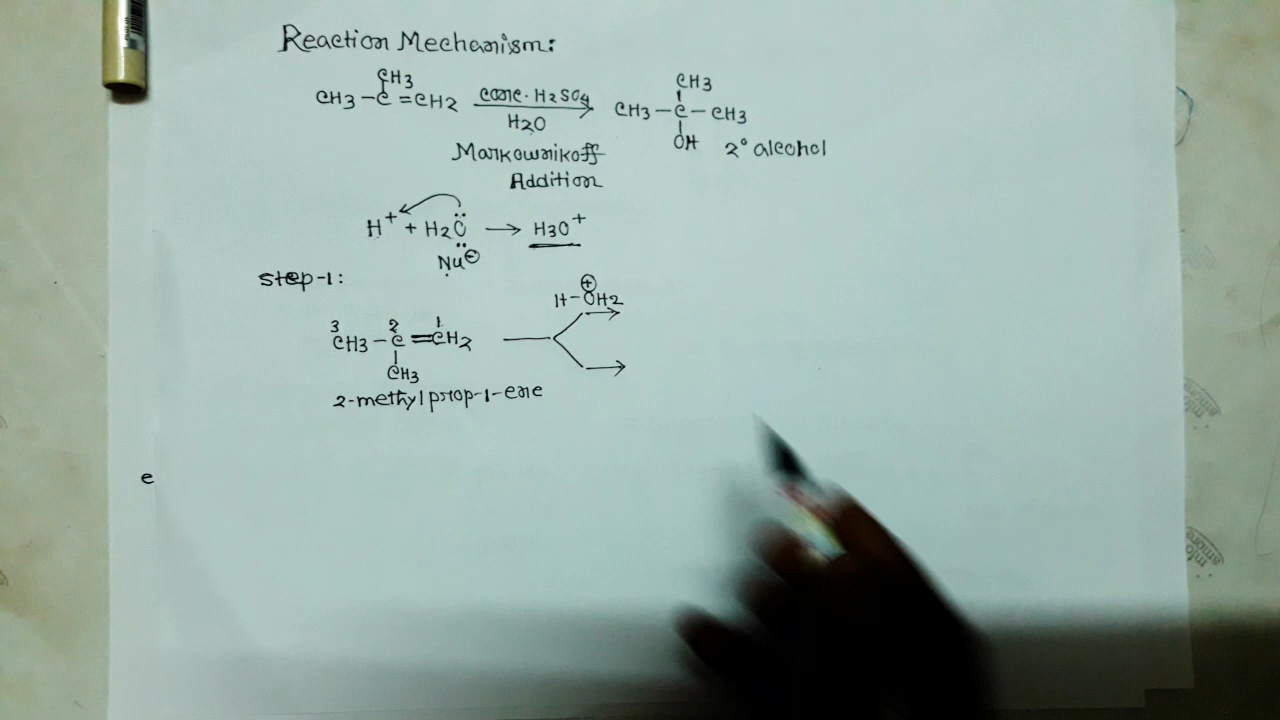 Reaction Mechanism:
CH3
CH3-C=CH2 conc. H2SO4 CH3-C-CH3
H2O
CH3
OH 2° alcohol
Markownikoff
Addition
H+ + H2O → H3O+
Nu⊖
Step-1:
⊕
H-OH2
3 2 1
CH3-C=CH2
CH3
2-methylprop-1-ene
e